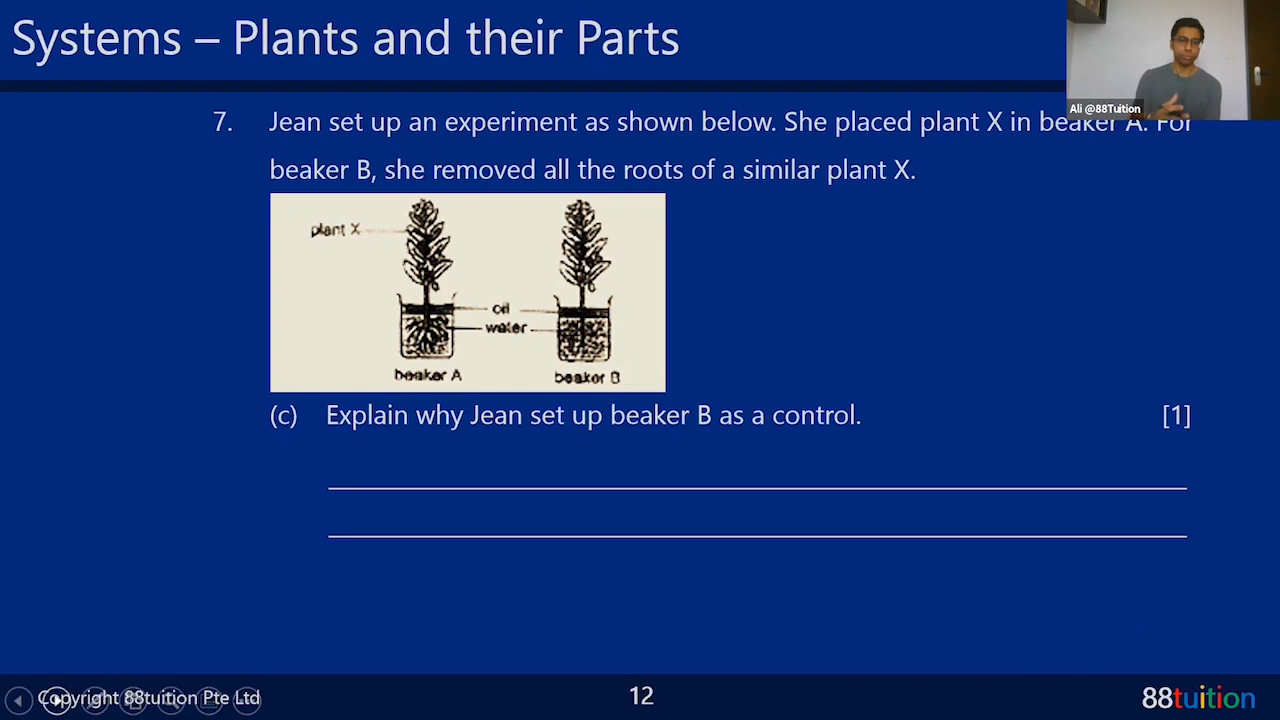 Systems – Plants and their Parts
Ali @88Tuition
7. Jean set up an experiment as shown below. She placed plant X in beaker A. For
beaker B, she removed all the roots of a similar plant X.
plant X
oil
water
beaker A
beaker B
(c) Explain why Jean set up beaker B as a control. [1]
Copyright 88tuition Pte Ltd
12
88tuition